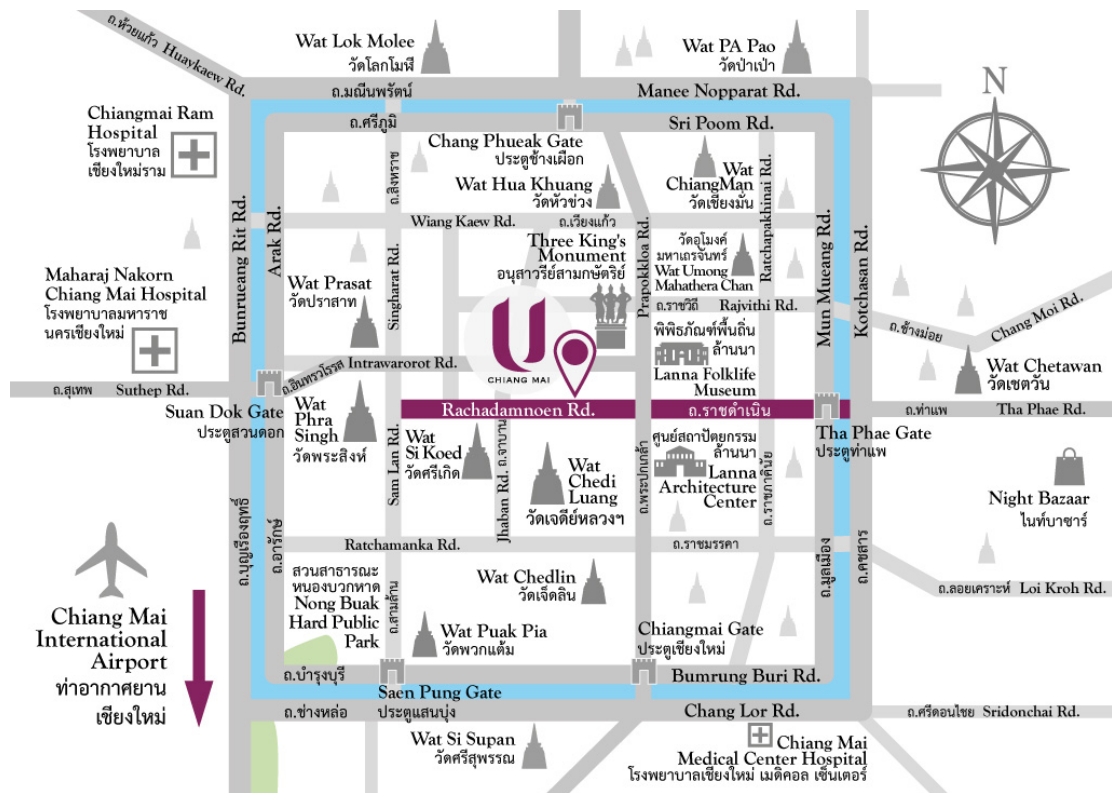 ถ.ห้วยแก้ว Huaykaew Rd.
Wat Lok Molee
วัดโลกโมฬี
Wat PA Pao
วัดป่าเป้า
N
ถ.มณีนพรัตน์
Manee Nopparat Rd.
Chiangmai Ram
Hospital
โรงพยาบาล
เชียงใหม่ราม
ถ.ศรีภูมิ
Sri Poom Rd.
Chang Phueak Gate
ประตูช้างเผือก
Wat
ChiangMan
วัดเชียงมั่น
Wat Hua Khuang
วัดหัวข่วง
ถ.สิงหราช
Ratchapakhinai Rd.
Wiang Kaew Rd.
ถ.เวียงแก้ว
Bunrueang Rit Rd.
Arak Rd.
Singharat Rd.
Three King's
Monument
อนุสาวรีย์สามกษัตริย์
Prapokkloa Rd.
วัดอุโมงค์
มหาเถรจันทร์
Wat Umong
Mahathera Chan
Mun Mueang Rd.
Kotchasan Rd.
Maharaj Nakorn
Chiang Mai Hospital
โรงพยาบาลมหาราช
นครเชียงใหม่
Wat Prasat
วัดปราสาท
ถ.ราชวิถี
Rajvithi Rd.
ถ.ช้างม่อย
Chang Moi Rd.
U
CHIANG MAI
พิพิธภัณฑ์พื้นถิ่น
ล้านนา
Lanna Folklife
Museum
Wat Chetawan
วัดเชตวัน
ถ.อินทรวโรรส Intrawarorot Rd.
ถ.สุเทพ
Suthep Rd.
Suan Dok Gate
ประตูสวนดอก
Rachadamnoen Rd.
ถ.ราชดำเนิน
ถ.ท่าแพ
Tha Phae Rd.
Tha Phae Gate
ประตูท่าแพ
Wat
Phra
Singh
วัดพระสิงห์
Sam Lan Rd.
Wat
Si Koed
วัดศรีเกิด
Jhaban Rd. ถ.จาบาน
Wat
Chedi
Luang
วัดเจดีย์หลวงฯ
ถ.พระปกเกล้า
ศูนย์สถาปัตยกรรม
ล้านนา
Lanna
Architecture
Center
ถ.ราชภาคินัย
Night Bazaar
ไนท์บาซาร์
ถ.บุญเรืองฤทธิ์
ถ.อารักษ์
Ratchamanka Rd.
ถ.ราชมรรคา
ถ.มูลเมือง
ถ.คชสาร
Chiang Mai
International
Airport
ท่าอากาศยาน
เชียงใหม่
สวนสาธารณะ
หนองบวกหาด
Nong Buak
Hard Public
Park
ถ.สามล้าน
Wat Chedlin
วัดเจ็ดลิน
ถ.ลอยเคราะห์
Loi Kroh Rd.
Wat Puak Pia
วัดพวกแต้ม
Chiangmai Gate
ประตูเชียงใหม่
ถ.บำรุงบุรี
Bumrung Buri Rd.
Saen Pung Gate
ประตูแสนปุง
ถ.ช่างหล่อ
Chang Lor Rd.
ถ.ศรีดอนไชย
Sridonchai Rd.
Wat Si Supan
วัดศรีสุพรรณ
Chiang Mai
Medical Center Hospital
โรงพยาบาลเชียงใหม่ เมดิคอล เซ็นเตอร์